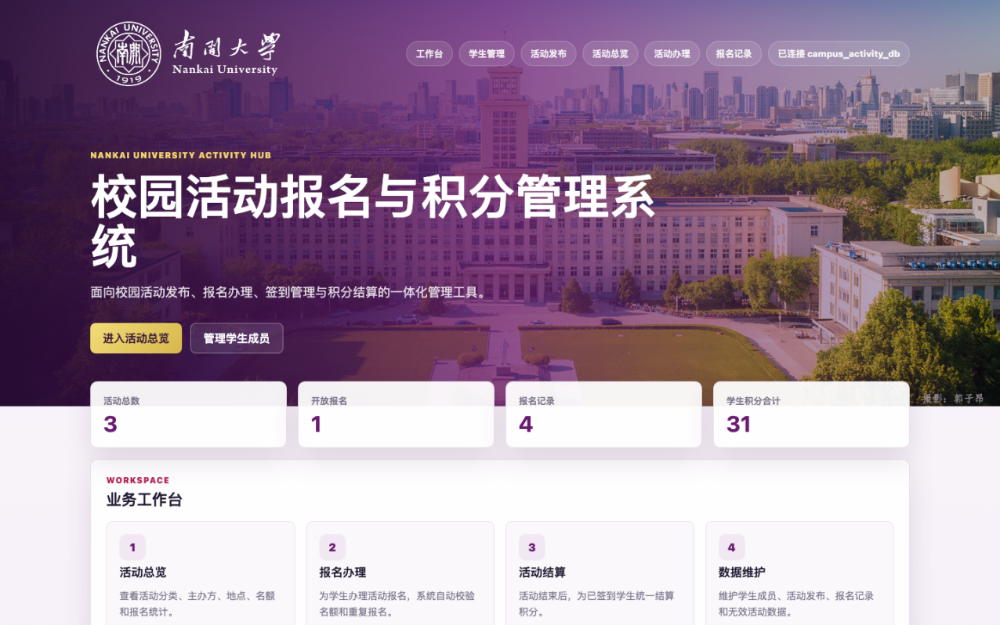 NANKAI UNIVERSITY
南開
1919
南開大學
Nankai University
工作台
学生管理
活动发布
活动总览
活动办理
报名记录
已连接 campus_activity_db
NANKAI UNIVERSITY ACTIVITY HUB
校园活动报名与积分管理系
统
面向校园活动发布、报名办理、签到管理与积分结算的一体化管理工具。
进入活动总览
管理学生成员
活动总数
3
开放报名
1
报名记录
4
学生积分合计
31
摄影：郭子昂
WORKSPACE
业务工作台
1
活动总览
查看活动分类、主办方、地点、名额
和报名统计。
2
报名办理
为学生办理活动报名，系统自动校验
名额和重复报名。
3
活动结算
活动结束后，为已签到学生统一结算
积分。
4
数据维护
维护学生成员、活动发布、报名记录
和无效活动数据。